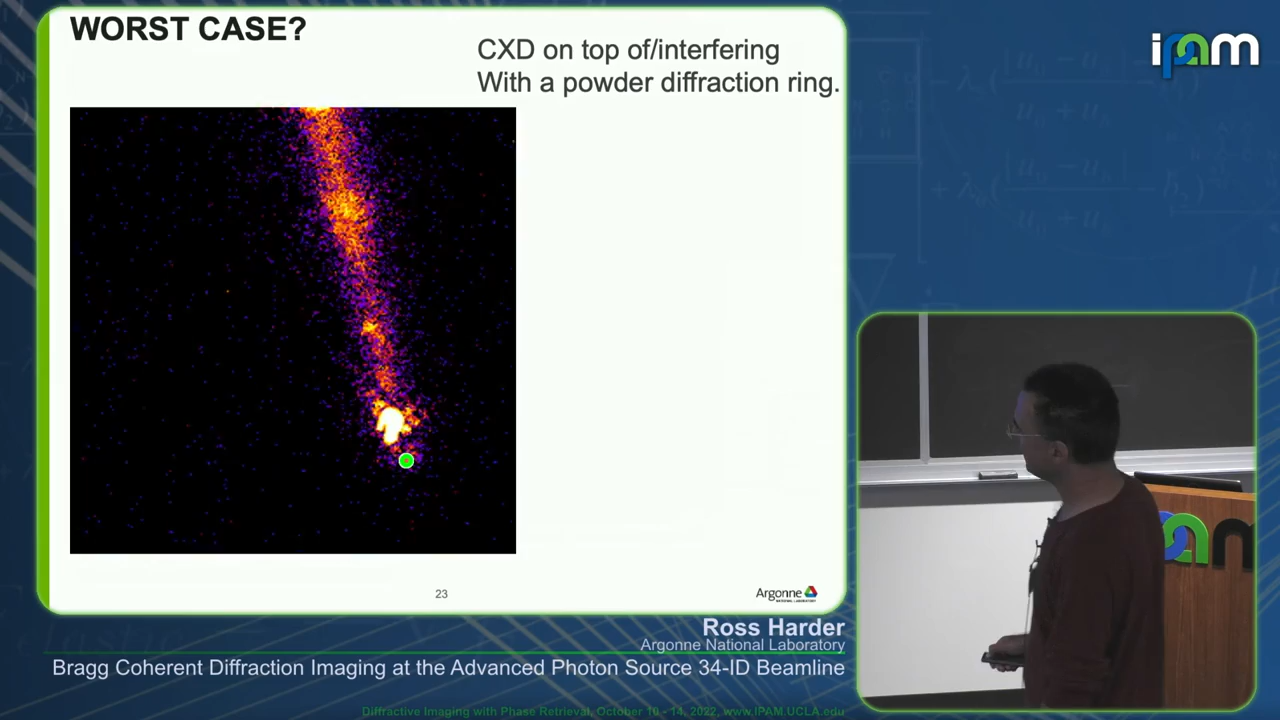 WORST CASE?
CXD on top of/interfering
With a powder diffraction ring.
ipam
23
Argonne
NATIONAL LABORATORY
Ross Harder
Argonne National Laboratory
Bragg Coherent Diffraction Imaging at the Advanced Photon Source 34-ID Beamline
Diffractive Imaging with Phase Retrieval, October 10 - 14, 2022, www.IPAM.UCLA.edu